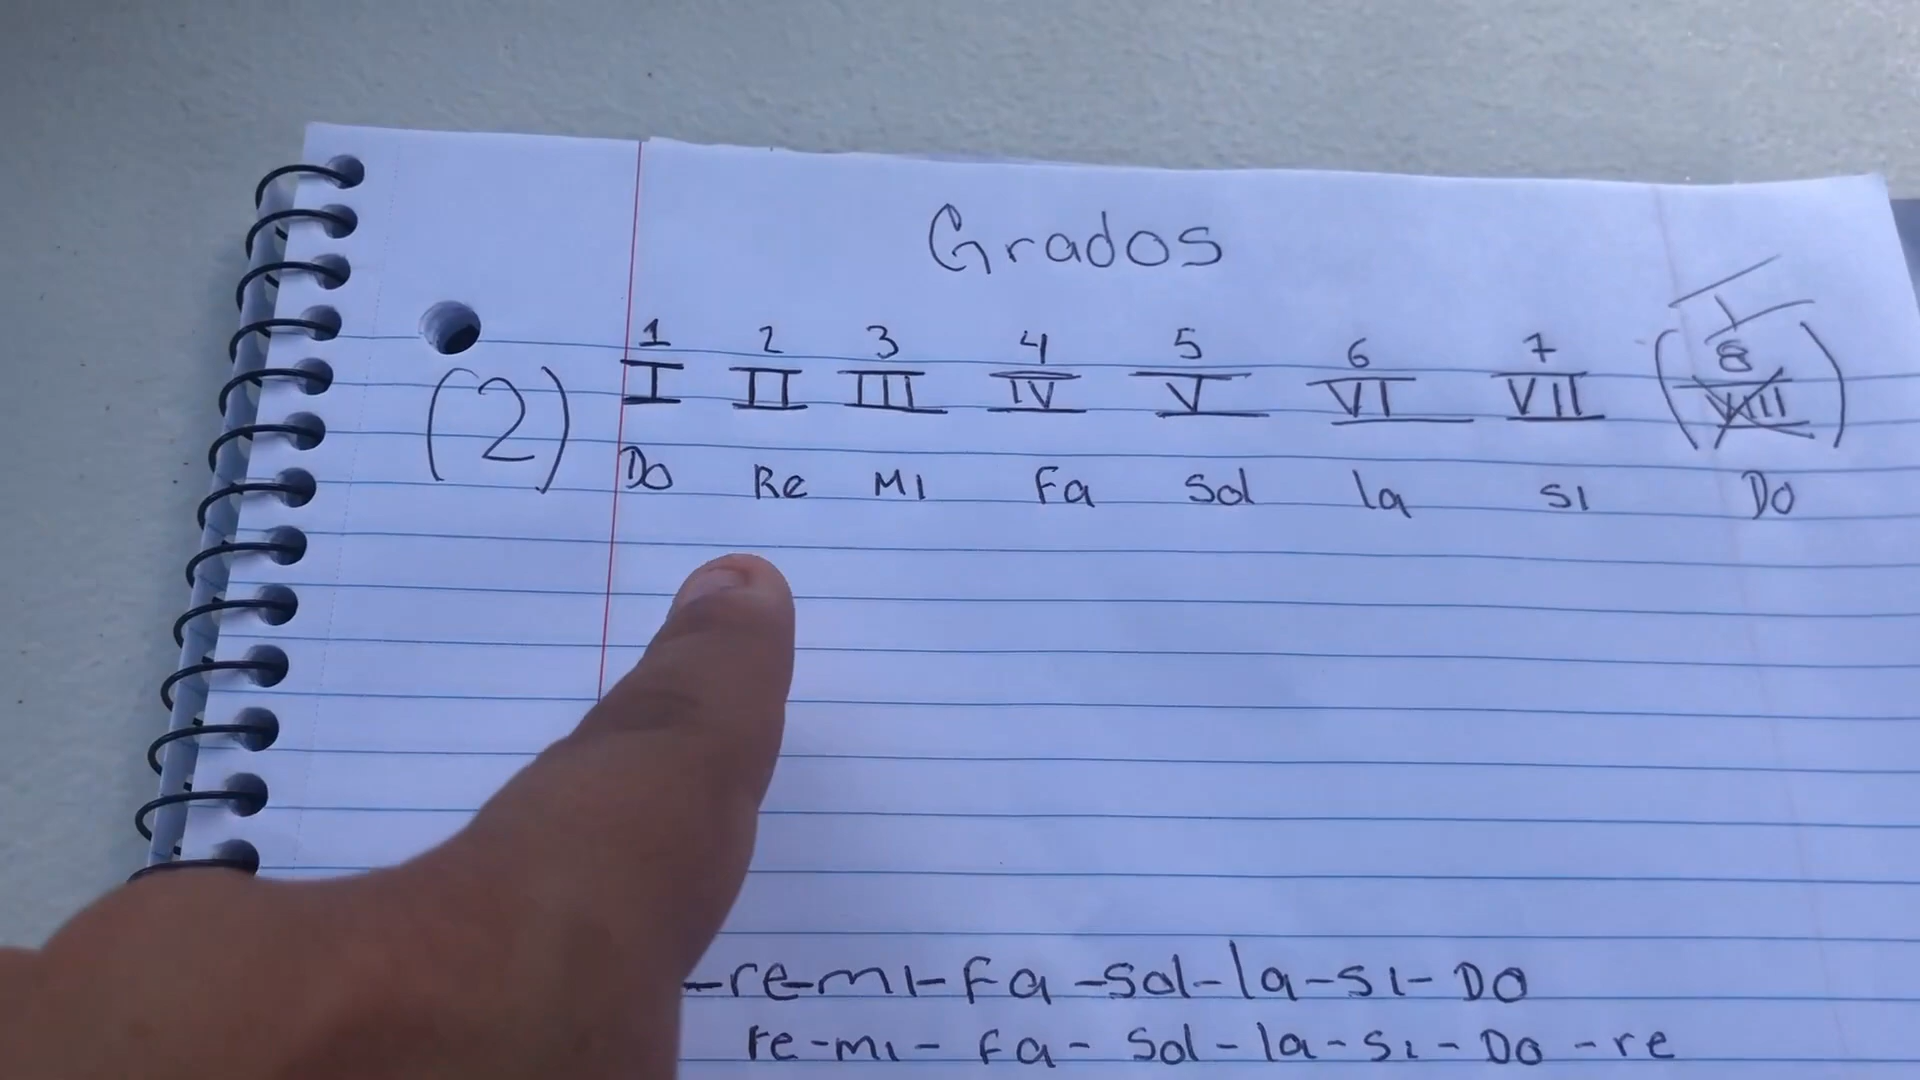 Grados
1 2 3 4 5 6 7 I 8
(2) I II III IV V VI VII (VIII)
Do Re Mi Fa Sol la si Do
-re-mi-Fa-Sol-la-si-Do
re-mi-Fa-Sol-la-si-Do-re